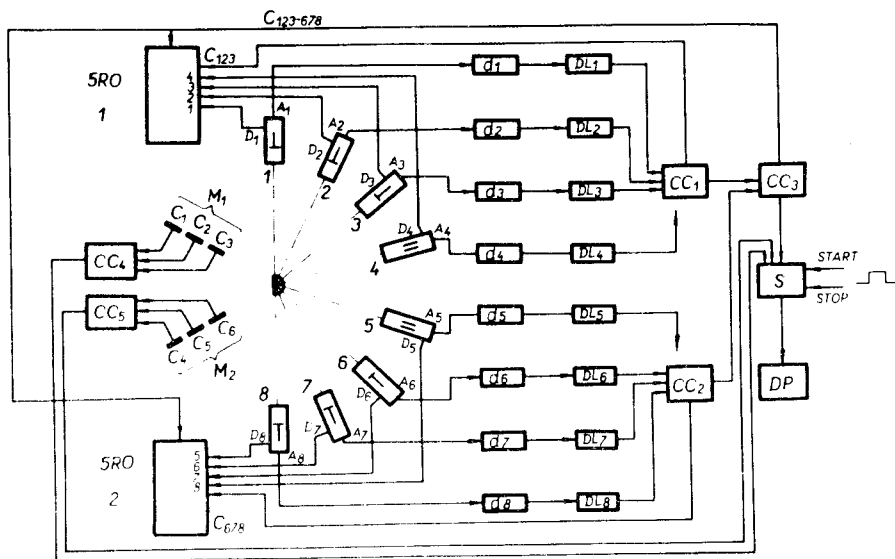 C123-678
C123
5RO
1
4
3
2
1
D1 A1
1
D2 A2
2
D3 A3
3
D4 A4
4
d1 DL1
d2 DL2
d3 DL3
d4 DL4
CC1
CC3
M1
C1 C2 C3
CC4
CC5
C4 C5 C6
M2
S
START
STOP
DP
5 A5
D5
6 A6
D6
7 A7
D7
8 A8
D8
d5 DL5
d6 DL6
d7 DL7
d8 DL8
CC2
5RO
2
5
6
7
8
C678